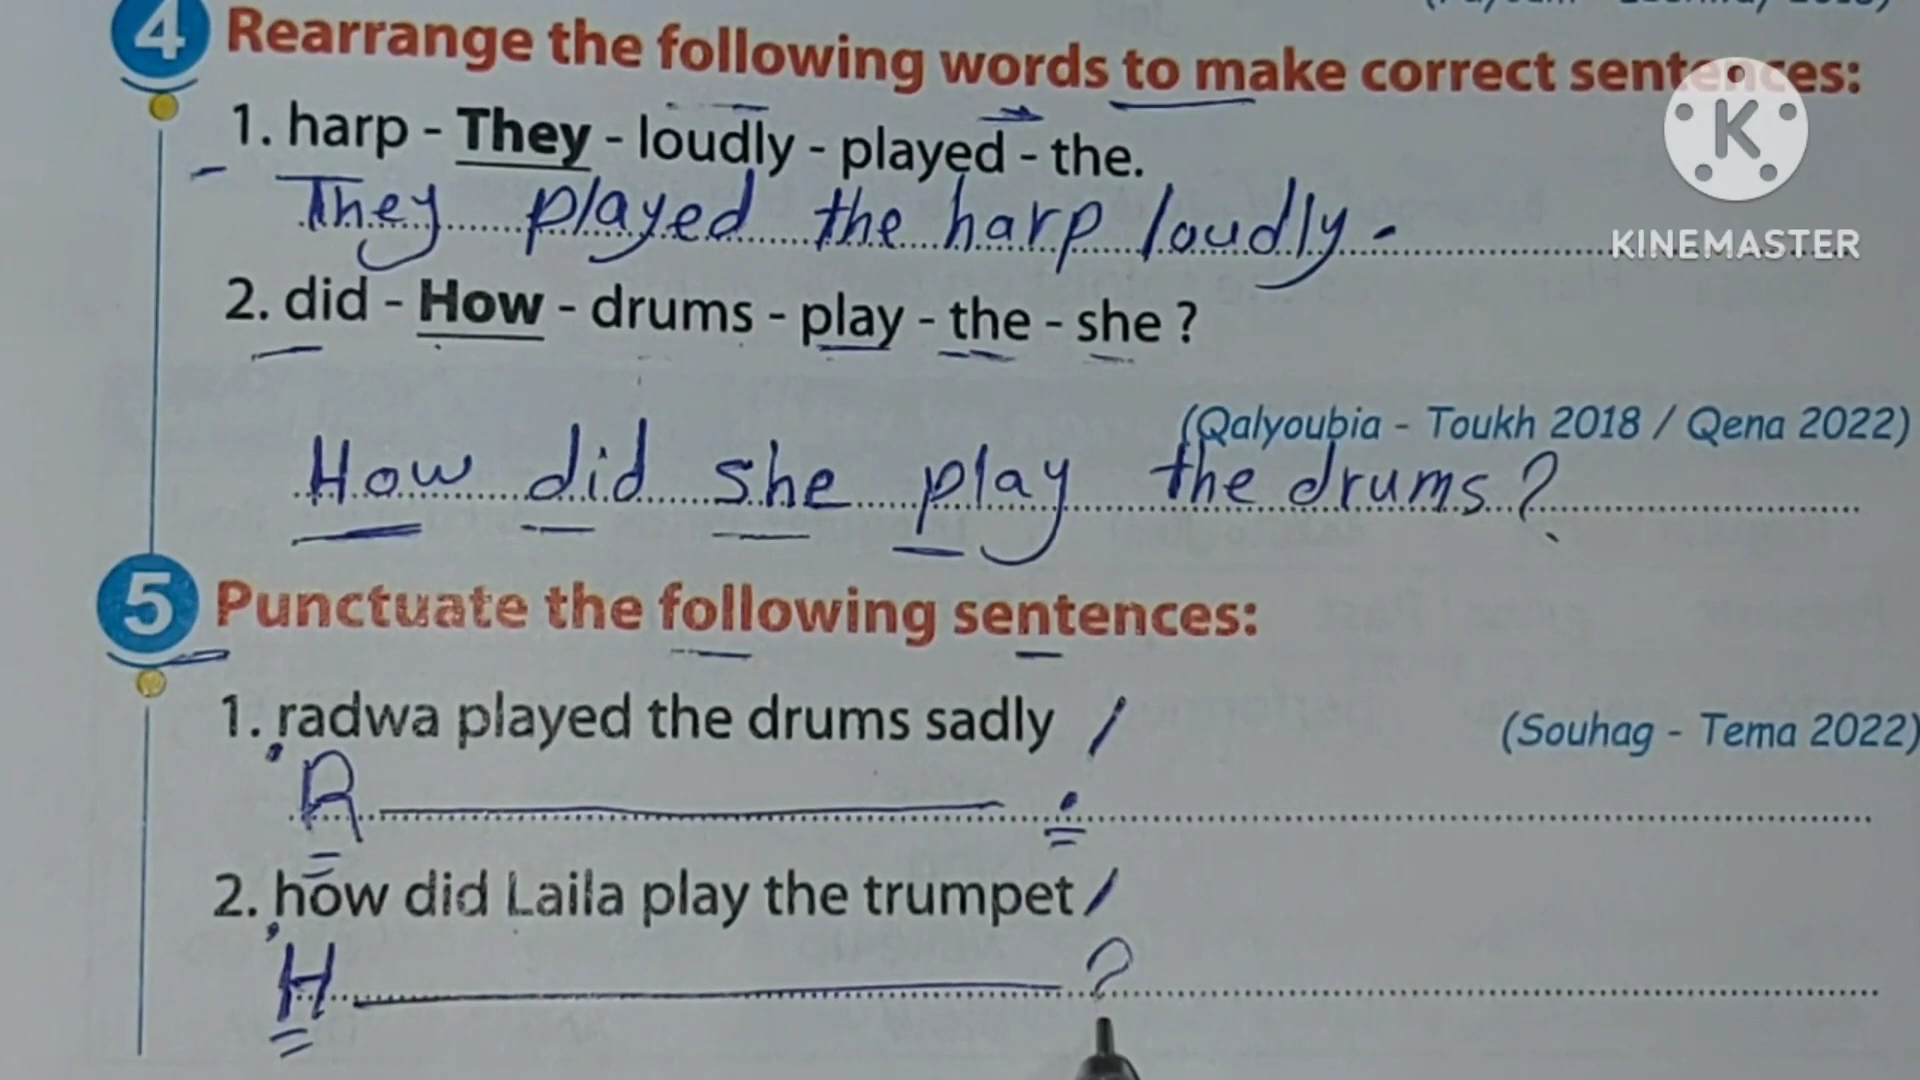 4 Rearrange the following words to make correct sentences:
1. harp - They - loudly - played - the.
They played the harp loudly.
K
KINEMASTER
2. did - How - drums - play - the - she ?
(Qalyoubia - Toukh 2018 / Qena 2022)
How did she play the drums?
5 Punctuate the following sentences:
1. radwa played the drums sadly /
(Souhag - Tema 2022)
R .
2. how did Laila play the trumpet /
H ?